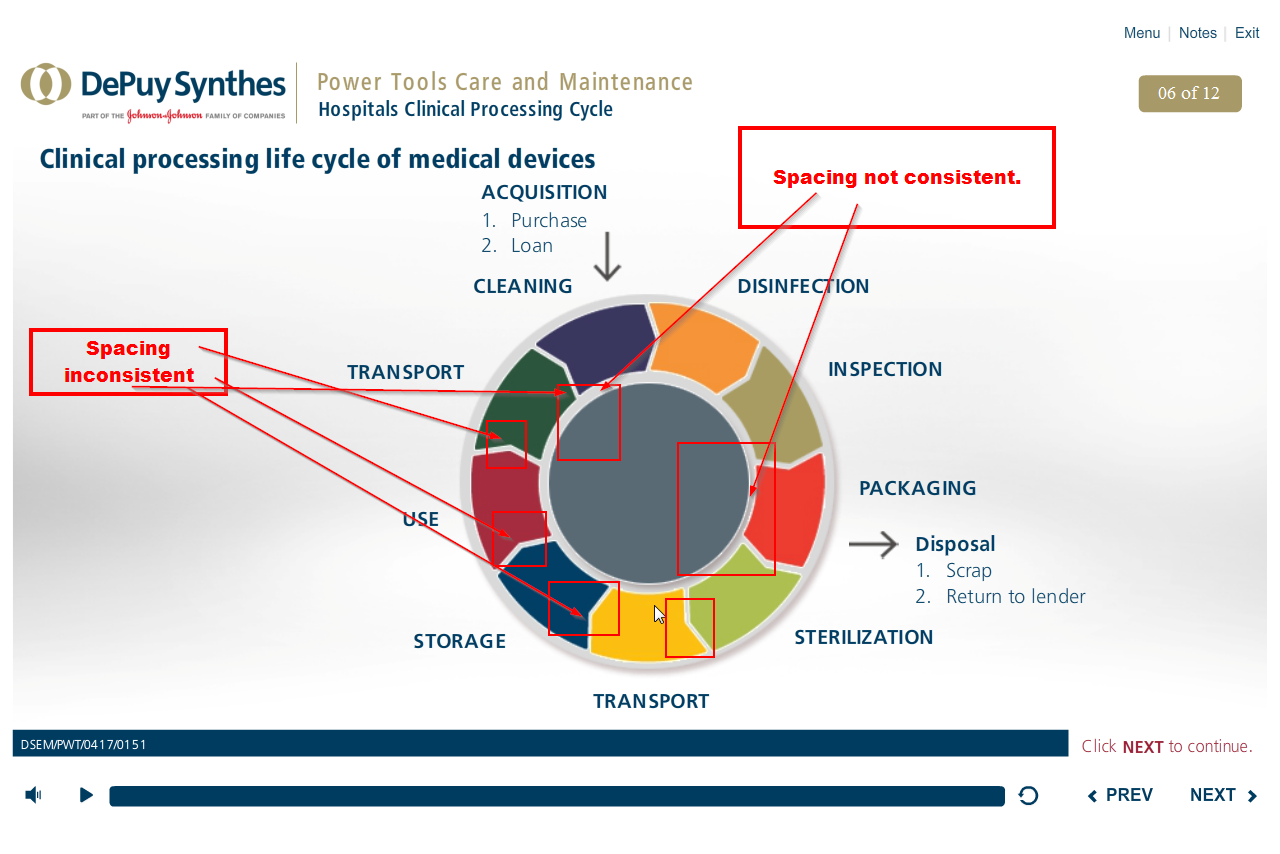 Menu | Notes | Exit
DePuy Synthes
PART OF THE Johnson & Johnson FAMILY OF COMPANIES
Power Tools Care and Maintenance
Hospitals Clinical Processing Cycle
06 of 12
Clinical processing life cycle of medical devices
Spacing not consistent.
ACQUISITION
1. Purchase
2. Loan
CLEANING
DISINFECTION
Spacing
inconsistent
TRANSPORT
INSPECTION
USE
PACKAGING
Disposal
1. Scrap
2. Return to lender
STORAGE
STERILIZATION
TRANSPORT
DSEM/PWT/0417/0151
Click NEXT to continue.
PREV
NEXT